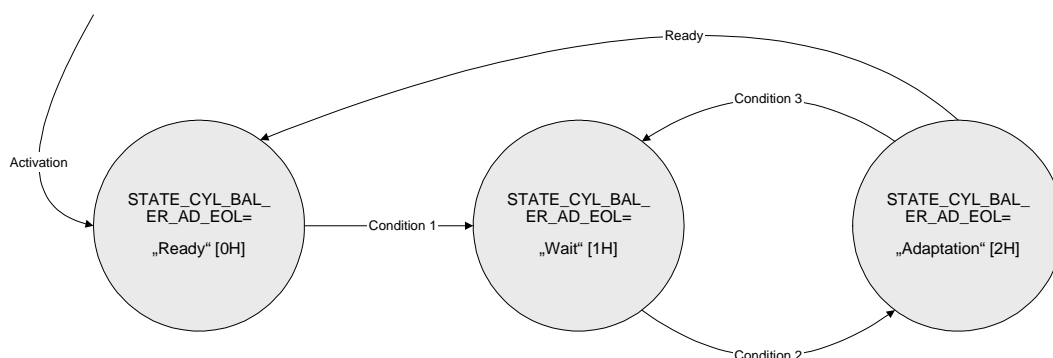 Ready
Condition 3
Activation
STATE_CYL_BAL_
ER_AD_EOL=
„Ready“ [0H]
Condition 1
STATE_CYL_BAL_
ER_AD_EOL=
„Wait“ [1H]
STATE_CYL_BAL_
ER_AD_EOL=
„Adaptation“ [2H]
Condition 2